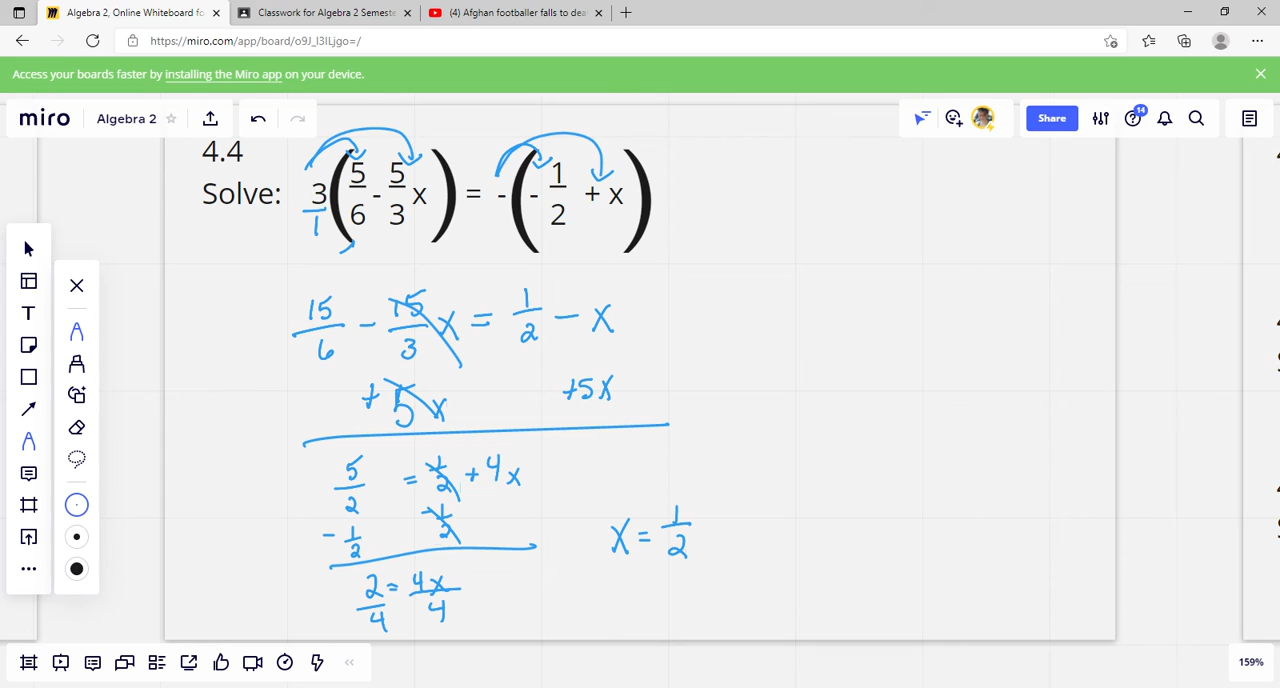 Algebra 2, Online Whiteboard fo
Classwork for Algebra 2 Semeste
(4) Afghan footballer falls to dea
https://miro.com/app/board/o9J_l3ILjgo=/
Access your boards faster by installing the Miro app on your device.
miro
Algebra 2
Share
14
4.4
Solve: 3(5/6 - 5/3 x) = -(-1/2 + x)
1
15/6 - 15/3 x = 1/2 - x
+ 5x +5x
5/2 = 1/2 + 4x
- 1/2 - 1/2
2/4 = 4x/4
x = 1/2
T
159%